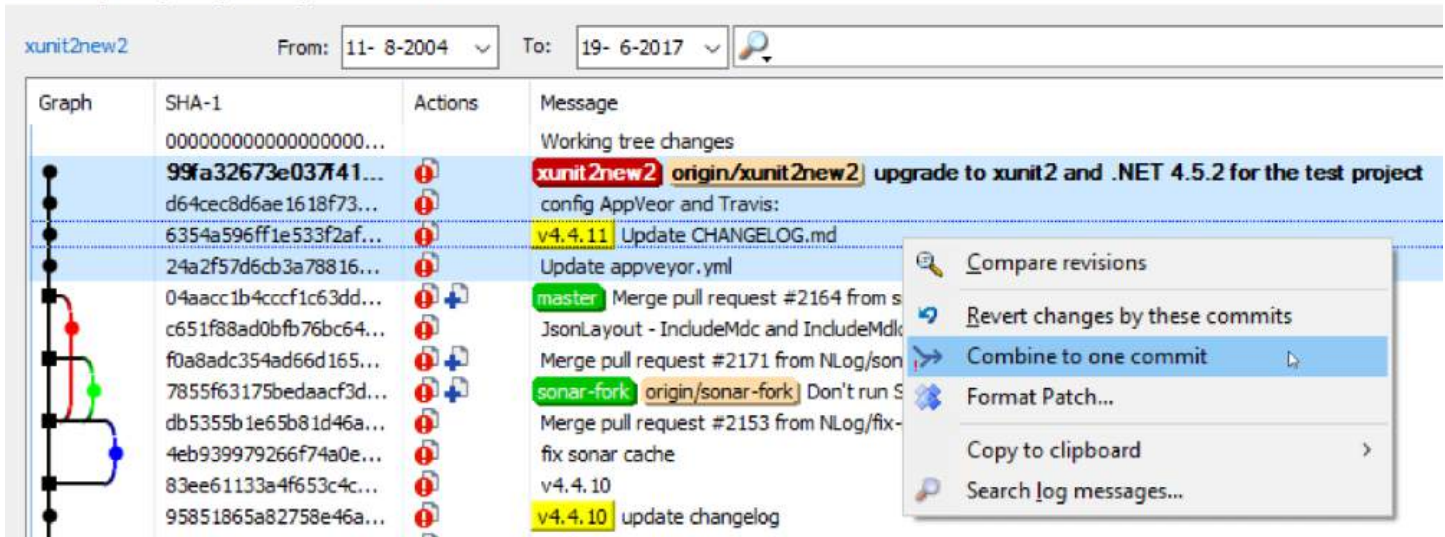 xunit2new2 From: 11- 8-2004 To: 19- 6-2017
Graph SHA-1 Actions Message
00000000000000000000... Working tree changes
99fa32673e037f41... xunit2new2 origin/xunit2new2 upgrade to xunit2 and .NET 4.5.2 for the test project
d64cec8d6ae1618f73... config AppVeor and Travis:
6354a596ff1e533f2af... v4.4.11 Update CHANGELOG.md
24a2f57d6cb3a78816... Update appveyor.yml
Compare revisions
04aacc1b4cccf1c63dd... master Merge pull request #2164 from s
Revert changes by these commits
c651f88ad0bfb76bc64... JsonLayout - IncludeMdc and IncludeMdlc
f0a8adc354ad66d165... Merge pull request #2171 from NLog/son
Combine to one commit
7855f63175bedaacf3d... sonar-fork origin/sonar-fork Don't run S
Format Patch...
db5355b1e65b81d46a... Merge pull request #2153 from NLog/fix-
4eb939979266f74a0e... fix sonar cache
Copy to clipboard
83ee61133a4f653c4c... v4.4.10
Search log messages...
95851865a82758e46a... v4.4.10 update changelog